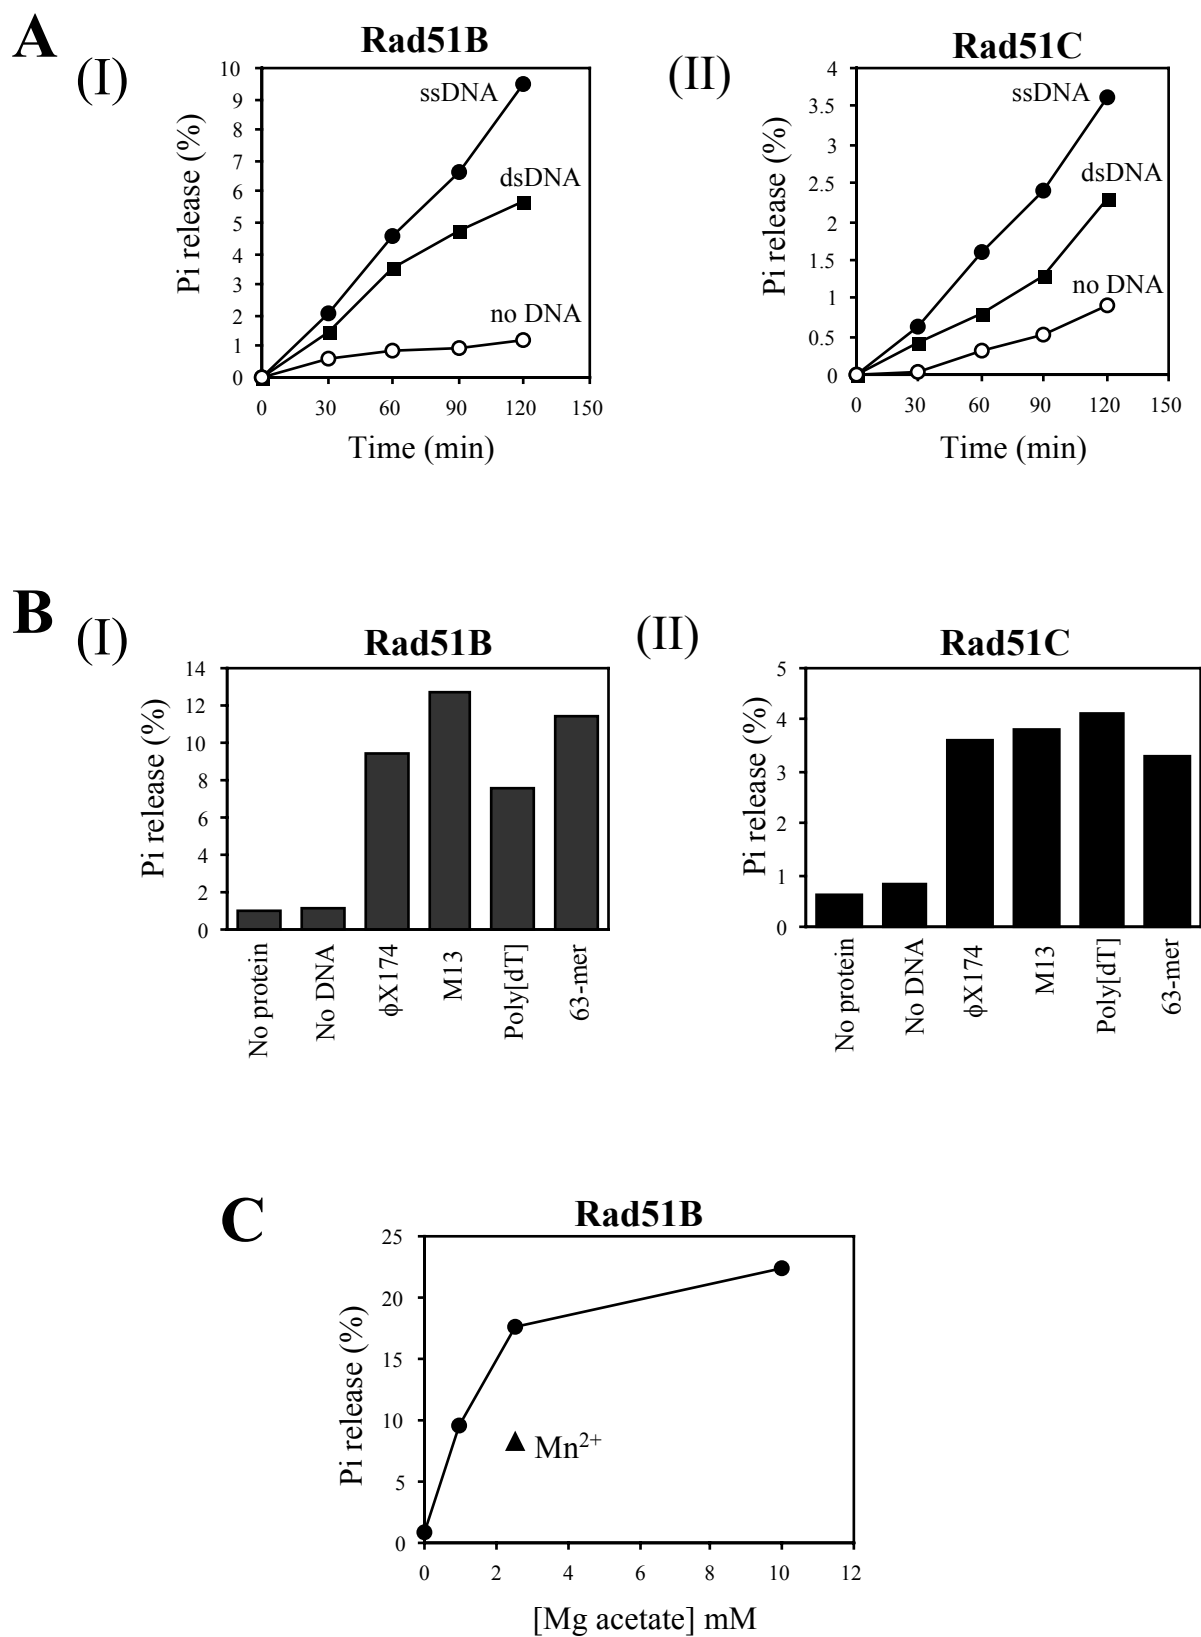 A
(I)
Rad51B
10
9
8
7
6
5
4
3
2
1
0
Pi release (%)
ssDNA
dsDNA
no DNA
0 30 60 90 120 150
Time (min)
(II)
Rad51C
4
3.5
3
2.5
2
1.5
1
0.5
0
Pi release (%)
ssDNA
dsDNA
no DNA
0 30 60 90 120 150
Time (min)
B
(I)
Rad51B
14
12
10
8
6
4
2
0
Pi release (%)
No protein
No DNA
ϕX174
M13
Poly[dT]
63-mer
(II)
Rad51C
5
4
3
2
1
0
Pi release (%)
No protein
No DNA
ϕX174
M13
Poly[dT]
63-mer
C
Rad51B
25
20
15
10
5
0
Pi release (%)
Mn²⁺
0 2 4 6 8 10 12
[Mg acetate] mM